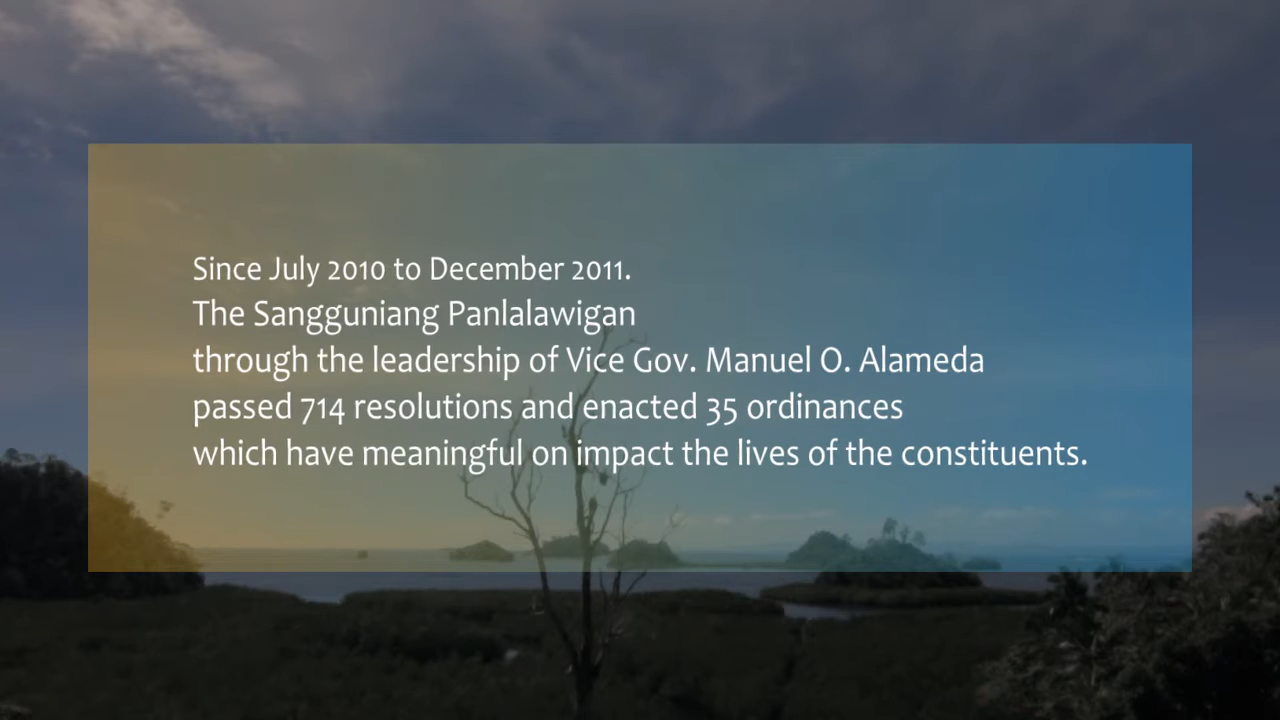 Since July 2010 to December 2011.
The Sangguniang Panlalawigan
through the leadership of Vice Gov. Manuel O. Alameda
passed 714 resolutions and enacted 35 ordinances
which have meaningful on impact the lives of the constituents.